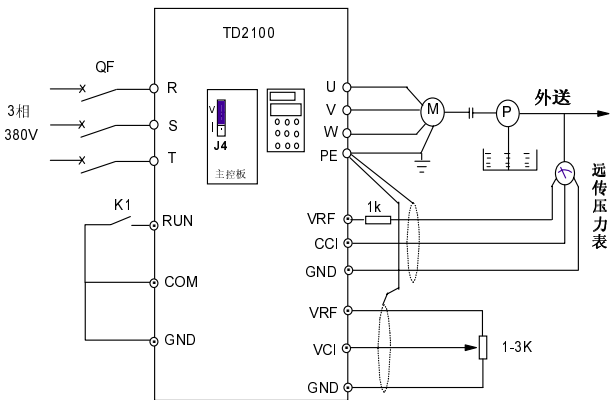 TD2100
QF
R
S
T
3相
380V
V
I
J4
主控板
U
V
W
PE
M
P
外送
远传压力表
K1
RUN
COM
GND
VRF
1k
CCI
GND
VRF
VCI
1-3K
GND